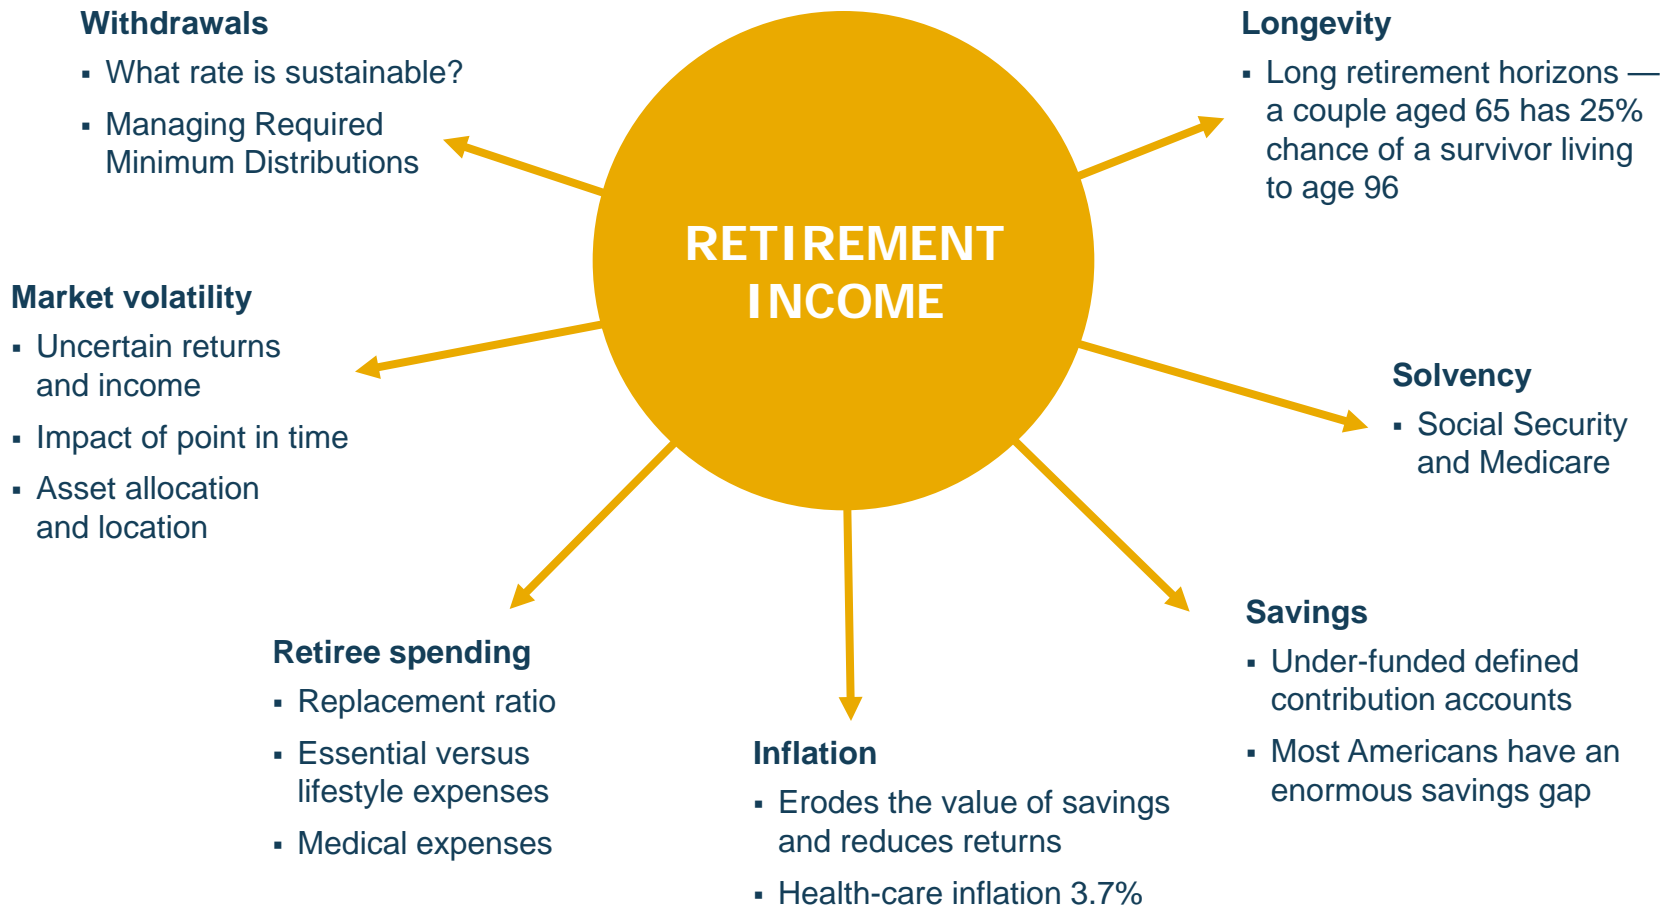 Withdrawals
▪ What rate is sustainable?
▪ Managing Required
Minimum Distributions
Longevity
▪ Long retirement horizons —
a couple aged 65 has 25%
chance of a survivor living
to age 96
RETIREMENT
INCOME
Market volatility
▪ Uncertain returns
and income
▪ Impact of point in time
▪ Asset allocation
and location
Solvency
▪ Social Security
and Medicare
Retiree spending
▪ Replacement ratio
▪ Essential versus
lifestyle expenses
▪ Medical expenses
Inflation
▪ Erodes the value of savings
and reduces returns
▪ Health-care inflation 3.7%
Savings
▪ Under-funded defined
contribution accounts
▪ Most Americans have an
enormous savings gap